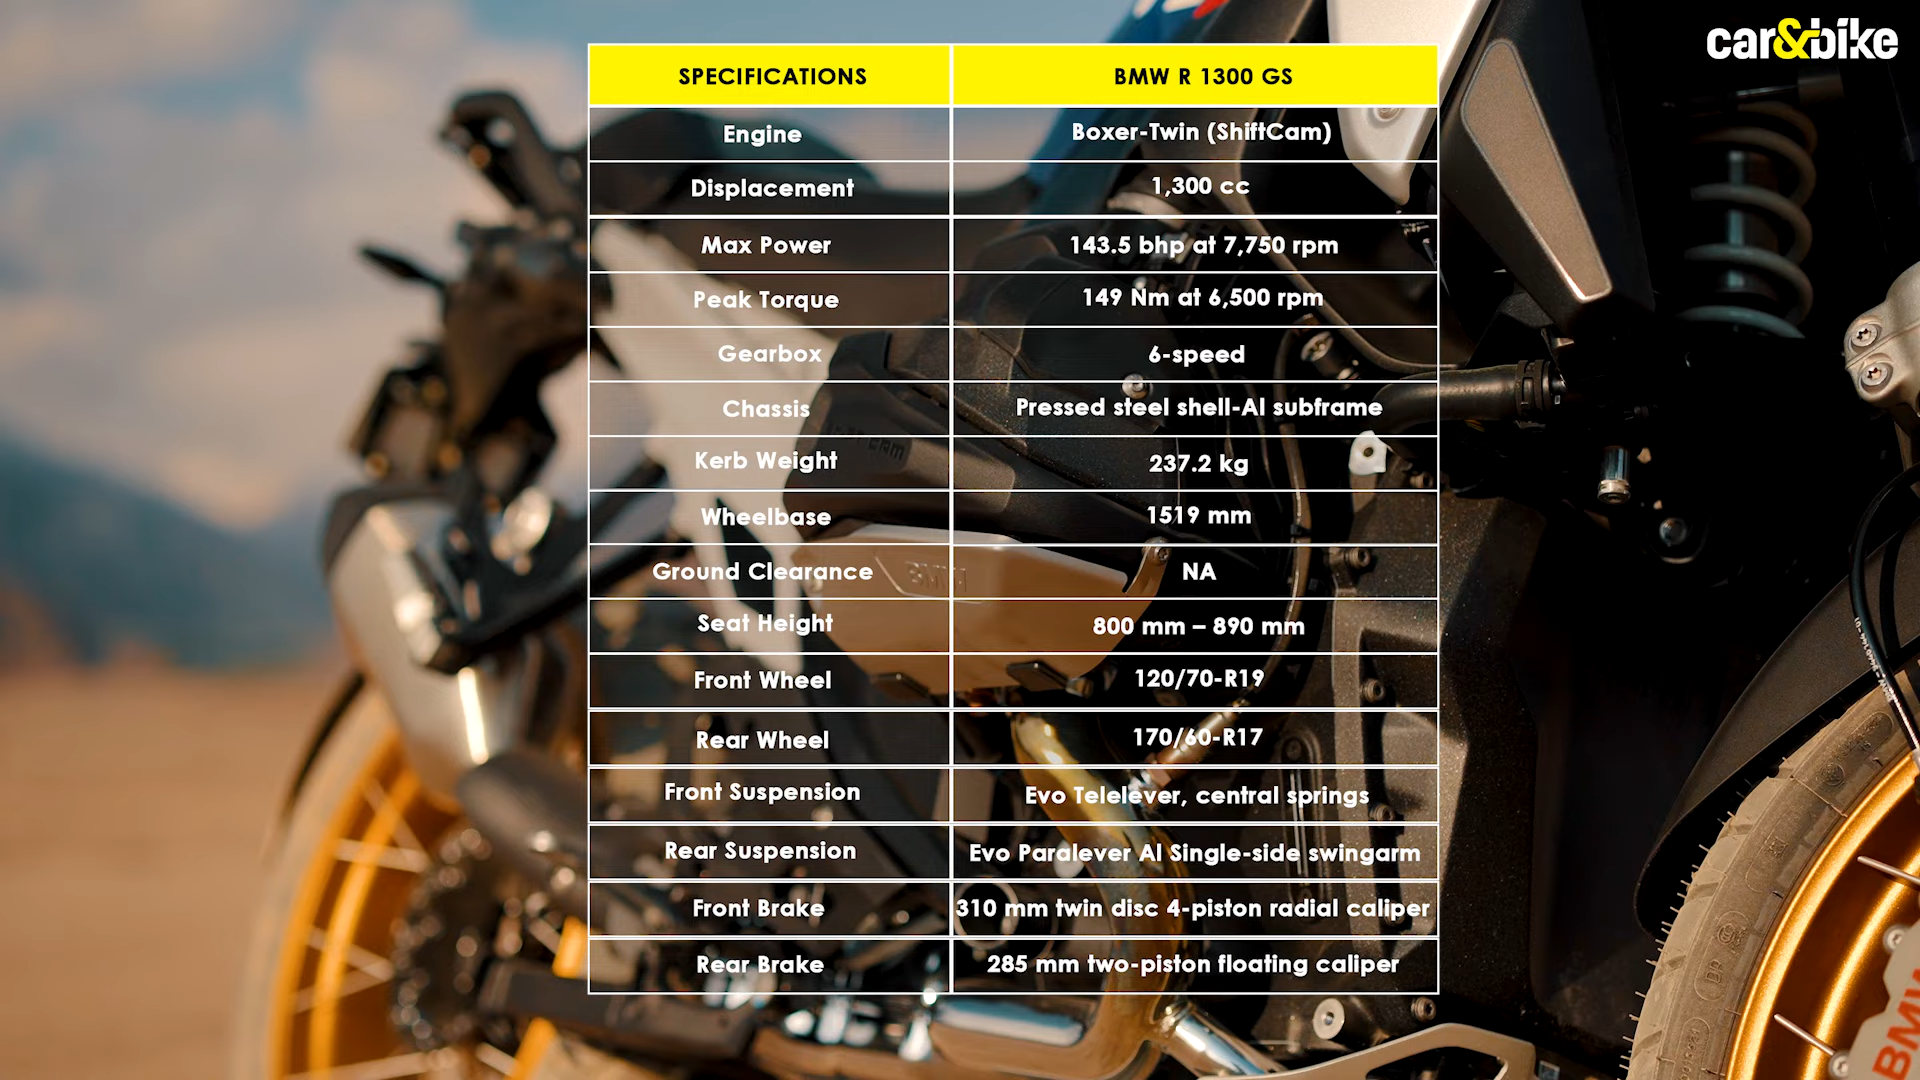 car&bike
SPECIFICATIONS BMW R 1300 GS
Engine Boxer-Twin (ShiftCam)
Displacement 1,300 cc
Max Power 143.5 bhp at 7,750 rpm
Peak Torque 149 Nm at 6,500 rpm
Gearbox 6-speed
Chassis Pressed steel shell-Al subframe
Kerb Weight 237.2 kg
Wheelbase 1519 mm
Ground Clearance NA
Seat Height 800 mm – 890 mm
Front Wheel 120/70-R19
Rear Wheel 170/60-R17
Front Suspension Evo Telelever, central springs
Rear Suspension Evo Paralever Al Single-side swingarm
Front Brake 310 mm twin disc 4-piston radial caliper
Rear Brake 285 mm two-piston floating caliper
BMW
BMW